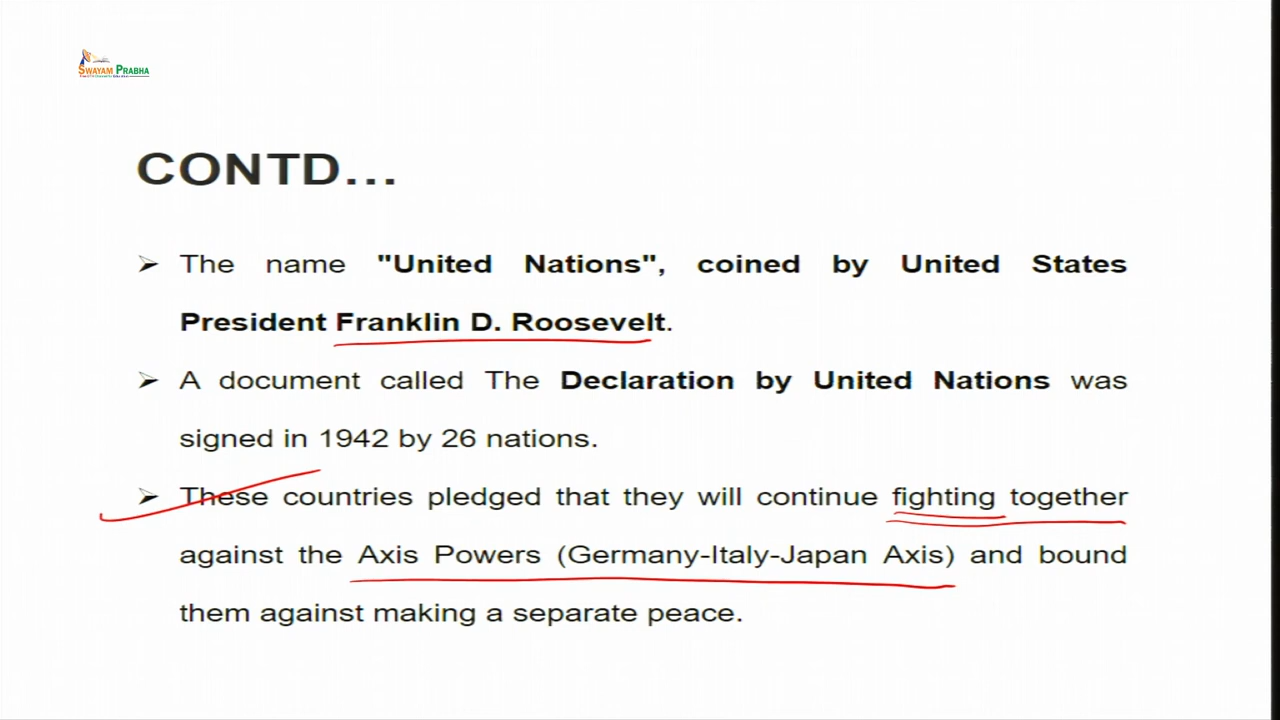 SWAYAM PRABHA
CONTD...
➢ The name "United Nations", coined by United States
President Franklin D. Roosevelt.
➢ A document called The Declaration by United Nations was
signed in 1942 by 26 nations.
➢ These countries pledged that they will continue fighting together
against the Axis Powers (Germany-Italy-Japan Axis) and bound
them against making a separate peace.